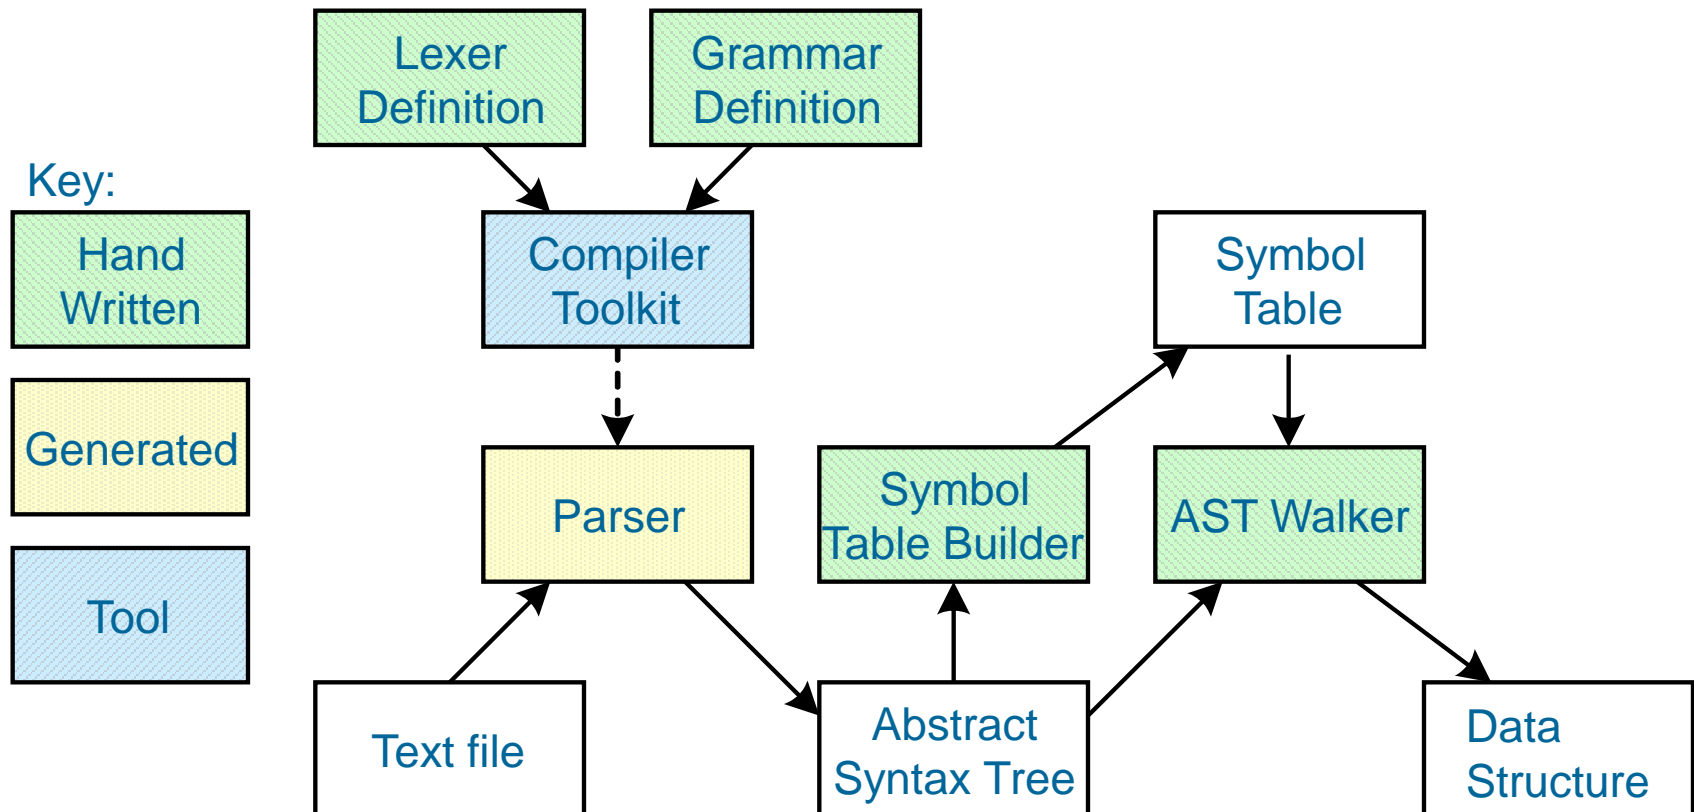 Lexer
Definition
Grammar
Definition
Key:
Hand
Written
Compiler
Toolkit
Symbol
Table
Generated
Parser
Symbol
Table Builder
AST Walker
Tool
Text file
Abstract
Syntax Tree
Data
Structure